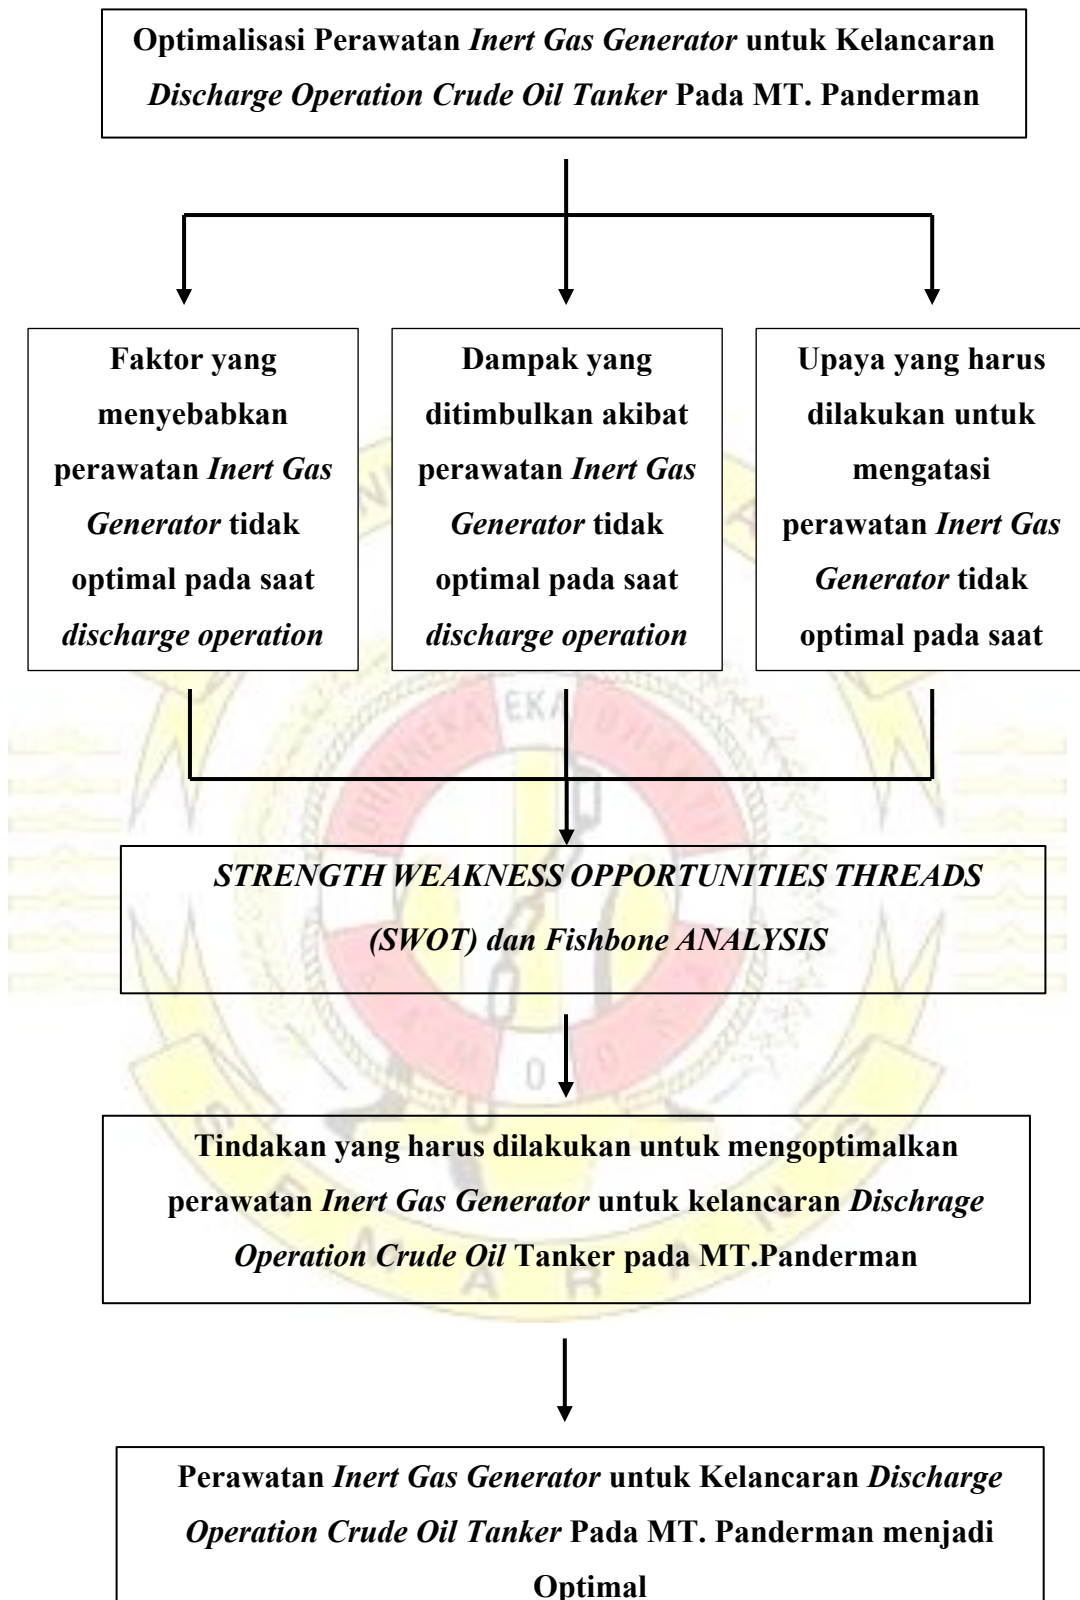 Optimalisasi Perawatan Inert Gas Generator untuk Kelancaran
Discharge Operation Crude Oil Tanker Pada MT. Panderman
Faktor yang
menyebabkan
perawatan Inert Gas
Generator tidak
optimal pada saat
discharge operation
Dampak yang
ditimbulkan akibat
perawatan Inert Gas
Generator tidak
optimal pada saat
discharge operation
Upaya yang harus
dilakukan untuk
mengatasi
perawatan Inert Gas
Generator tidak
optimal pada saat
EKA
STRENGTH WEAKNESS OPPORTUNITIES THREADS
(SWOT) dan Fishbone ANALYSIS
Tindakan yang harus dilakukan untuk mengoptimalkan
perawatan Inert Gas Generator untuk kelancaran Dischrage
Operation Crude Oil Tanker pada MT.Panderman
SEMARANG
Perawatan Inert Gas Generator untuk Kelancaran Discharge
Operation Crude Oil Tanker Pada MT. Panderman menjadi
Optimal